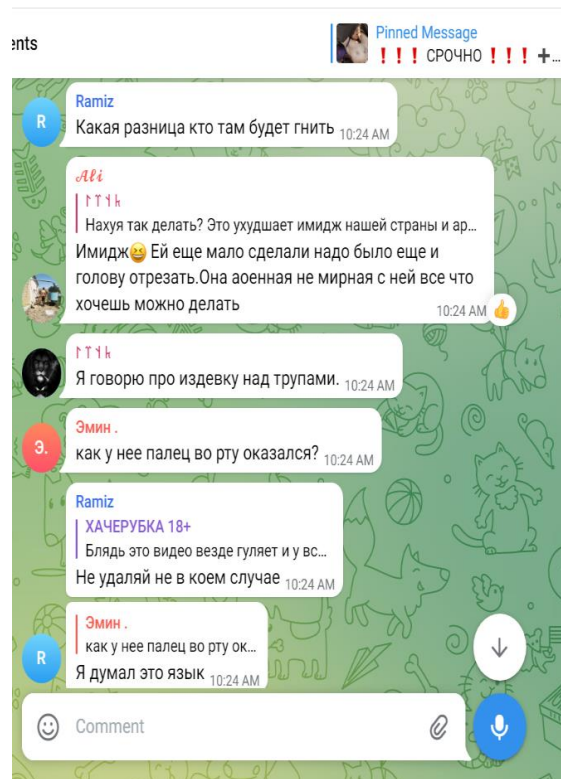 ents
Pinned Message
❗❗❗ СРОЧНО ❗❗❗ ➕...
R
Ramiz
Какая разница кто там будет гнить 10:24 AM
Ali
ᛚᛠᛋᚺ
Нахуя так делать? Это ухудшает имидж нашей страны и ар...
Имидж😆 Ей еще мало сделали надо было еще и
голову отрезать.Она аоенная не мирная с ней все что
хочешь можно делать
10:24 AM 👍
Я говорю про издевку над трупами. 10:24 AM
Э.
Эмин .
как у нее палец во рту оказался? 10:24 AM
Ramiz
ХАЧЕРУБКА 18+
Блядь это видео везде гуляет и у вс...
Не удаляй не в коем случае 10:24 AM
Эмин .
как у нее палец во рту ок...
R
Я думал это язык 10:24 AM
Comment